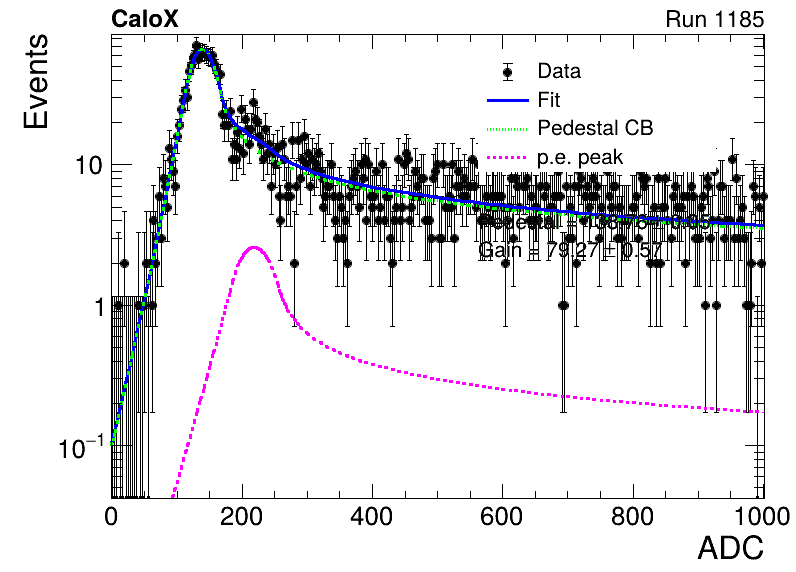 CaloX Run 1185
Events
Data
Fit
Pedestal CB
p.e. peak
Gain = 79.27 ± 0.57
10
1
10⁻¹
0 200 400 600 800 1000
ADC